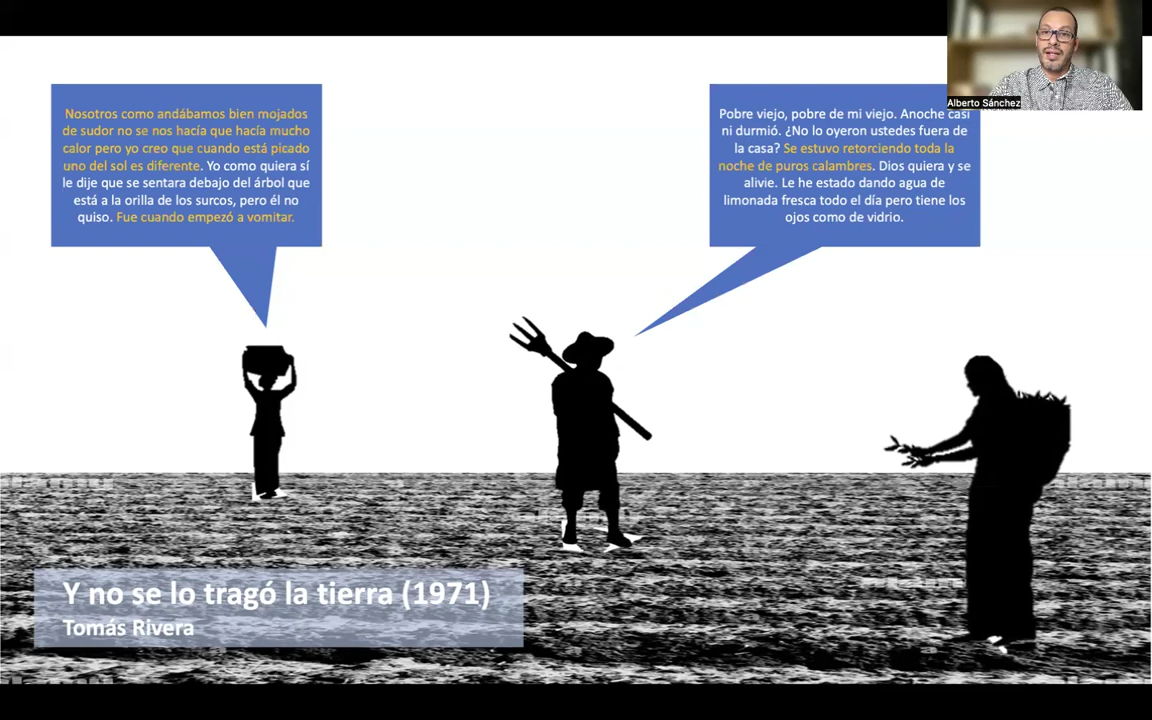 Nosotros como andábamos bien mojados
de sudor no se nos hacía que hacía mucho
calor pero yo creo que cuando está picado
uno del sol es diferente. Yo como quiera sí
le dije que se sentara debajo del árbol que
está a la orilla de los surcos, pero él no
quiso. Fue cuando empezó a vomitar.
Pobre viejo, pobre de mi viejo. Anoche casi
ni durmió. ¿No lo oyeron ustedes fuera de
la casa? Se estuvo retorciendo toda la
noche de puros calambres. Dios quiera y se
alivie. Le he estado dando agua de
limonada fresca todo el día pero tiene los
ojos como de vidrio.
Alberto Sánchez
Y no se lo tragó la tierra (1971)
Tomás Rivera